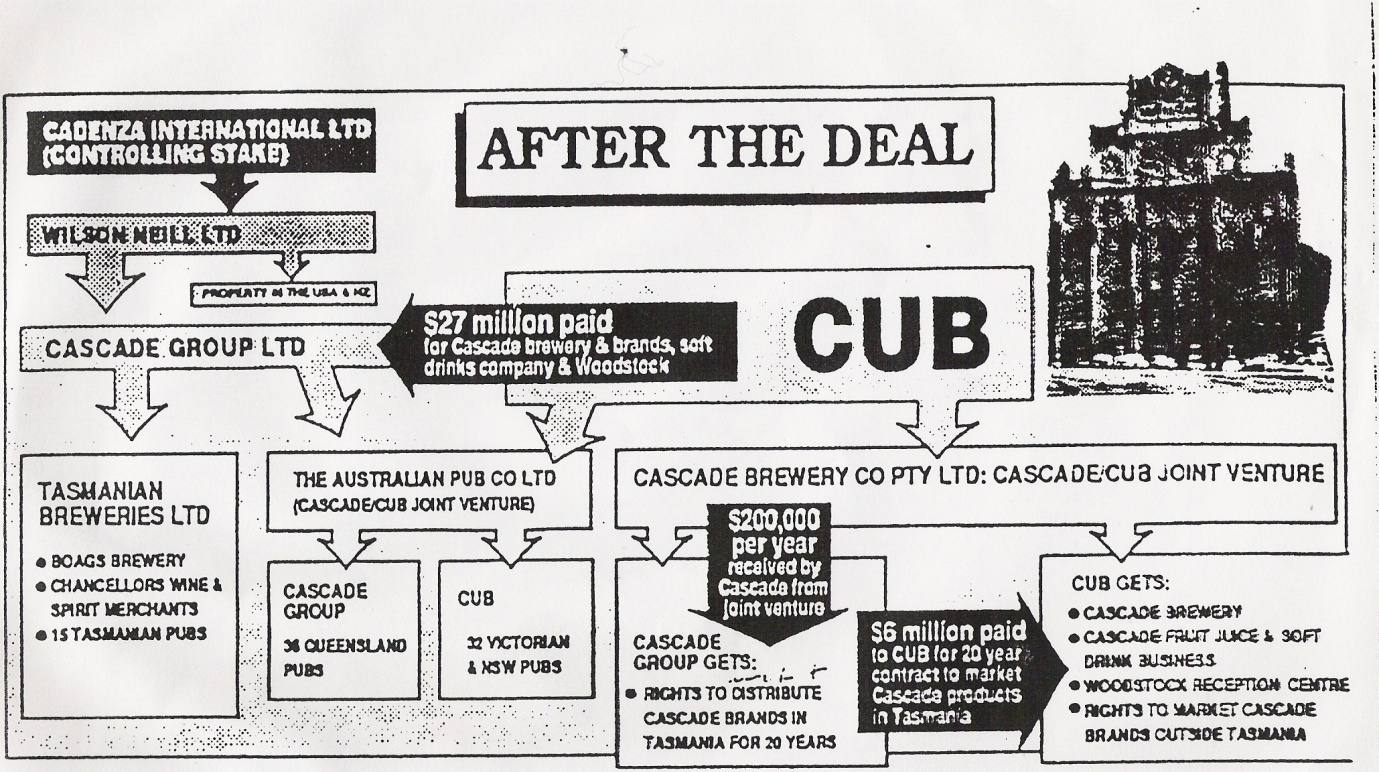 CADENZA INTERNATIONAL LTD
(CONTROLLING STAKE)
AFTER THE DEAL
WILSON NEILL LTD
PROPERTY IN THE USA & NZ
CASCADE GROUP LTD
$27 million paid
for Cascade brewery & brands, soft
drinks company & Woodstock
CUB
TASMANIAN
BREWERIES LTD
● BOAGS BREWERY
● CHANCELLORS WINE &
SPIRIT MERCHANTS
● 15 TASMANIAN PUBS
THE AUSTRALIAN PUB CO LTD
(CASCADE/CUB JOINT VENTURE)
CASCADE
GROUP
36 QUEENSLAND
PUBS
CUB
32 VICTORIAN
& NSW PUBS
CASCADE BREWERY CO PTY LTD: CASCADE/CUB JOINT VENTURE
$200,000
per year
received by
Cascade from
joint venture
CASCADE
GROUP GETS:
● RIGHTS TO DISTRIBUTE
CASCADE BRANDS IN
TASMANIA FOR 20 YEARS
$6 million paid
to CUB for 20 year
contract to market
Cascade products
in Tasmania
CUB GETS:
● CASCADE BREWERY
● CASCADE FRUIT JUICE & SOFT
DRINK BUSINESS
● WOODSTOCK RECEPTION CENTRE
● RIGHTS TO MARKET CASCADE
BRANDS OUTSIDE TASMANIA